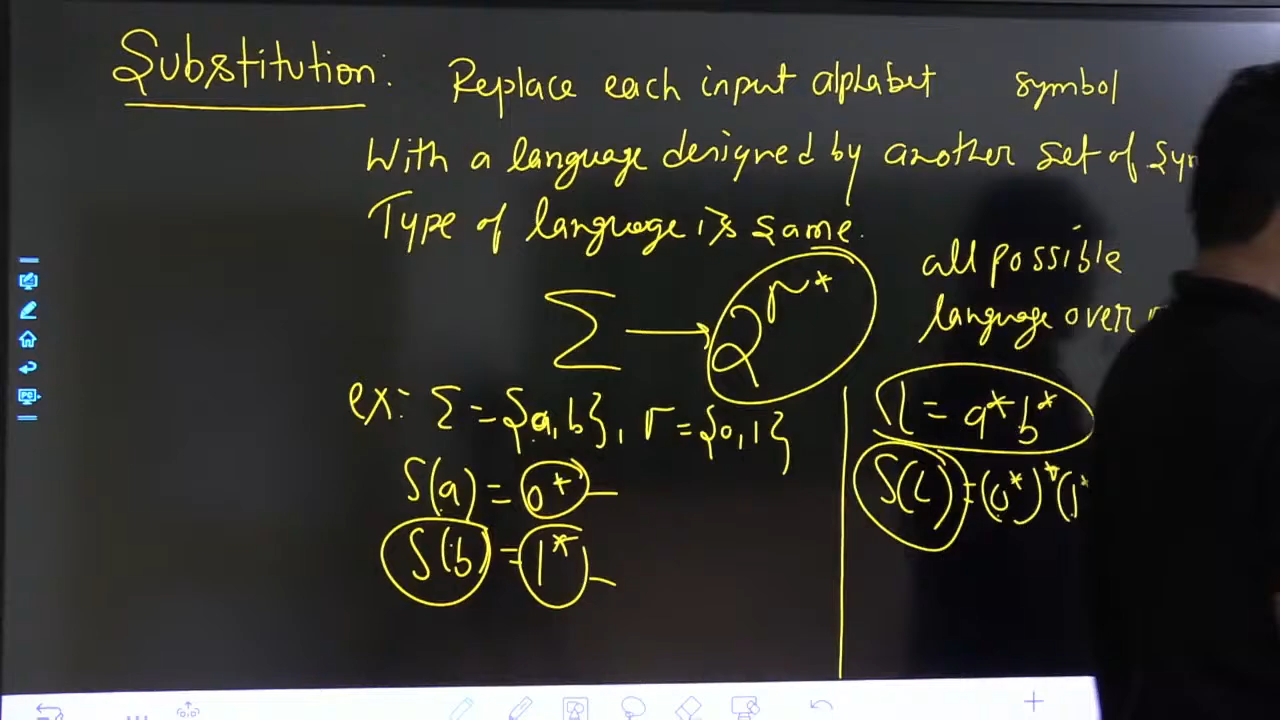 Substitution: Replace each input alphabet symbol
With a language designed by another set of
Type of language is same.
Σ → 2^Γ*
all possible
language over
ex: Σ = {a, b}, Γ = {0, 1}
S(a) = 0*
S(b) = 1*
L = a* b*
S(L) = (0*)* (1*